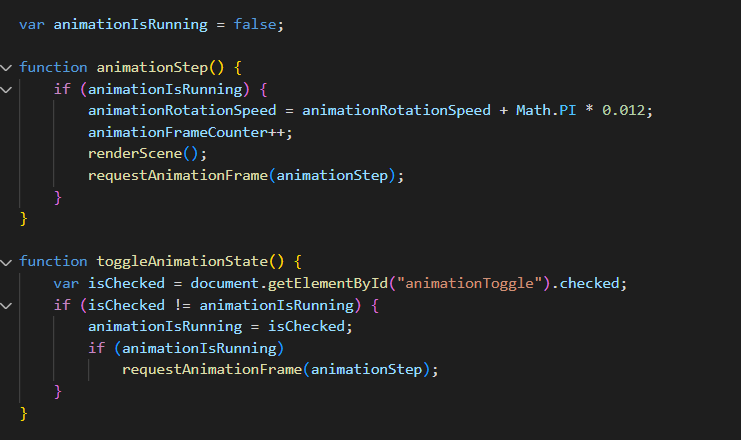 var animationIsRunning = false;
function animationStep() {
if (animationIsRunning) {
animationRotationSpeed = animationRotationSpeed + Math.PI * 0.012;
animationFrameCounter++;
renderScene();
requestAnimationFrame(animationStep);
}
}
function toggleAnimationState() {
var isChecked = document.getElementById("animationToggle").checked;
if (isChecked != animationIsRunning) {
animationIsRunning = isChecked;
if (animationIsRunning)
requestAnimationFrame(animationStep);
}
}